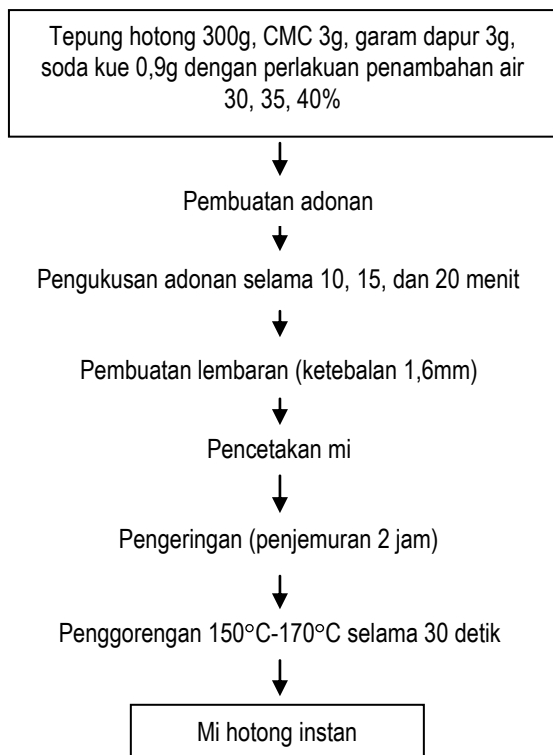 Tepung hotong 300g, CMC 3g, garam dapur 3g,
soda kue 0,9g dengan perlakuan penambahan air
30, 35, 40%
Pembuatan adonan
Pengukusan adonan selama 10, 15, dan 20 menit
Pembuatan lembaran (ketebalan 1,6mm)
Pencetakan mi
Pengeringan (penjemuran 2 jam)
Penggorengan 150°C-170°C selama 30 detik
Mi hotong instan